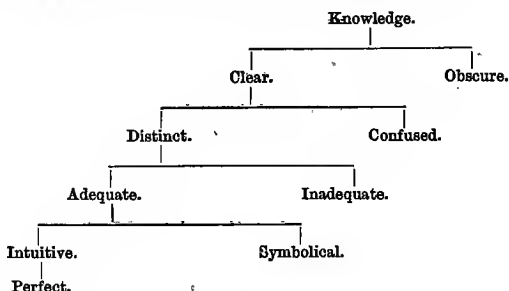 Knowledge.
Clear. Obscure.
Distinct. Confused.
Adequate. Inadequate.
Intuitive. Symbolical.
Perfect.